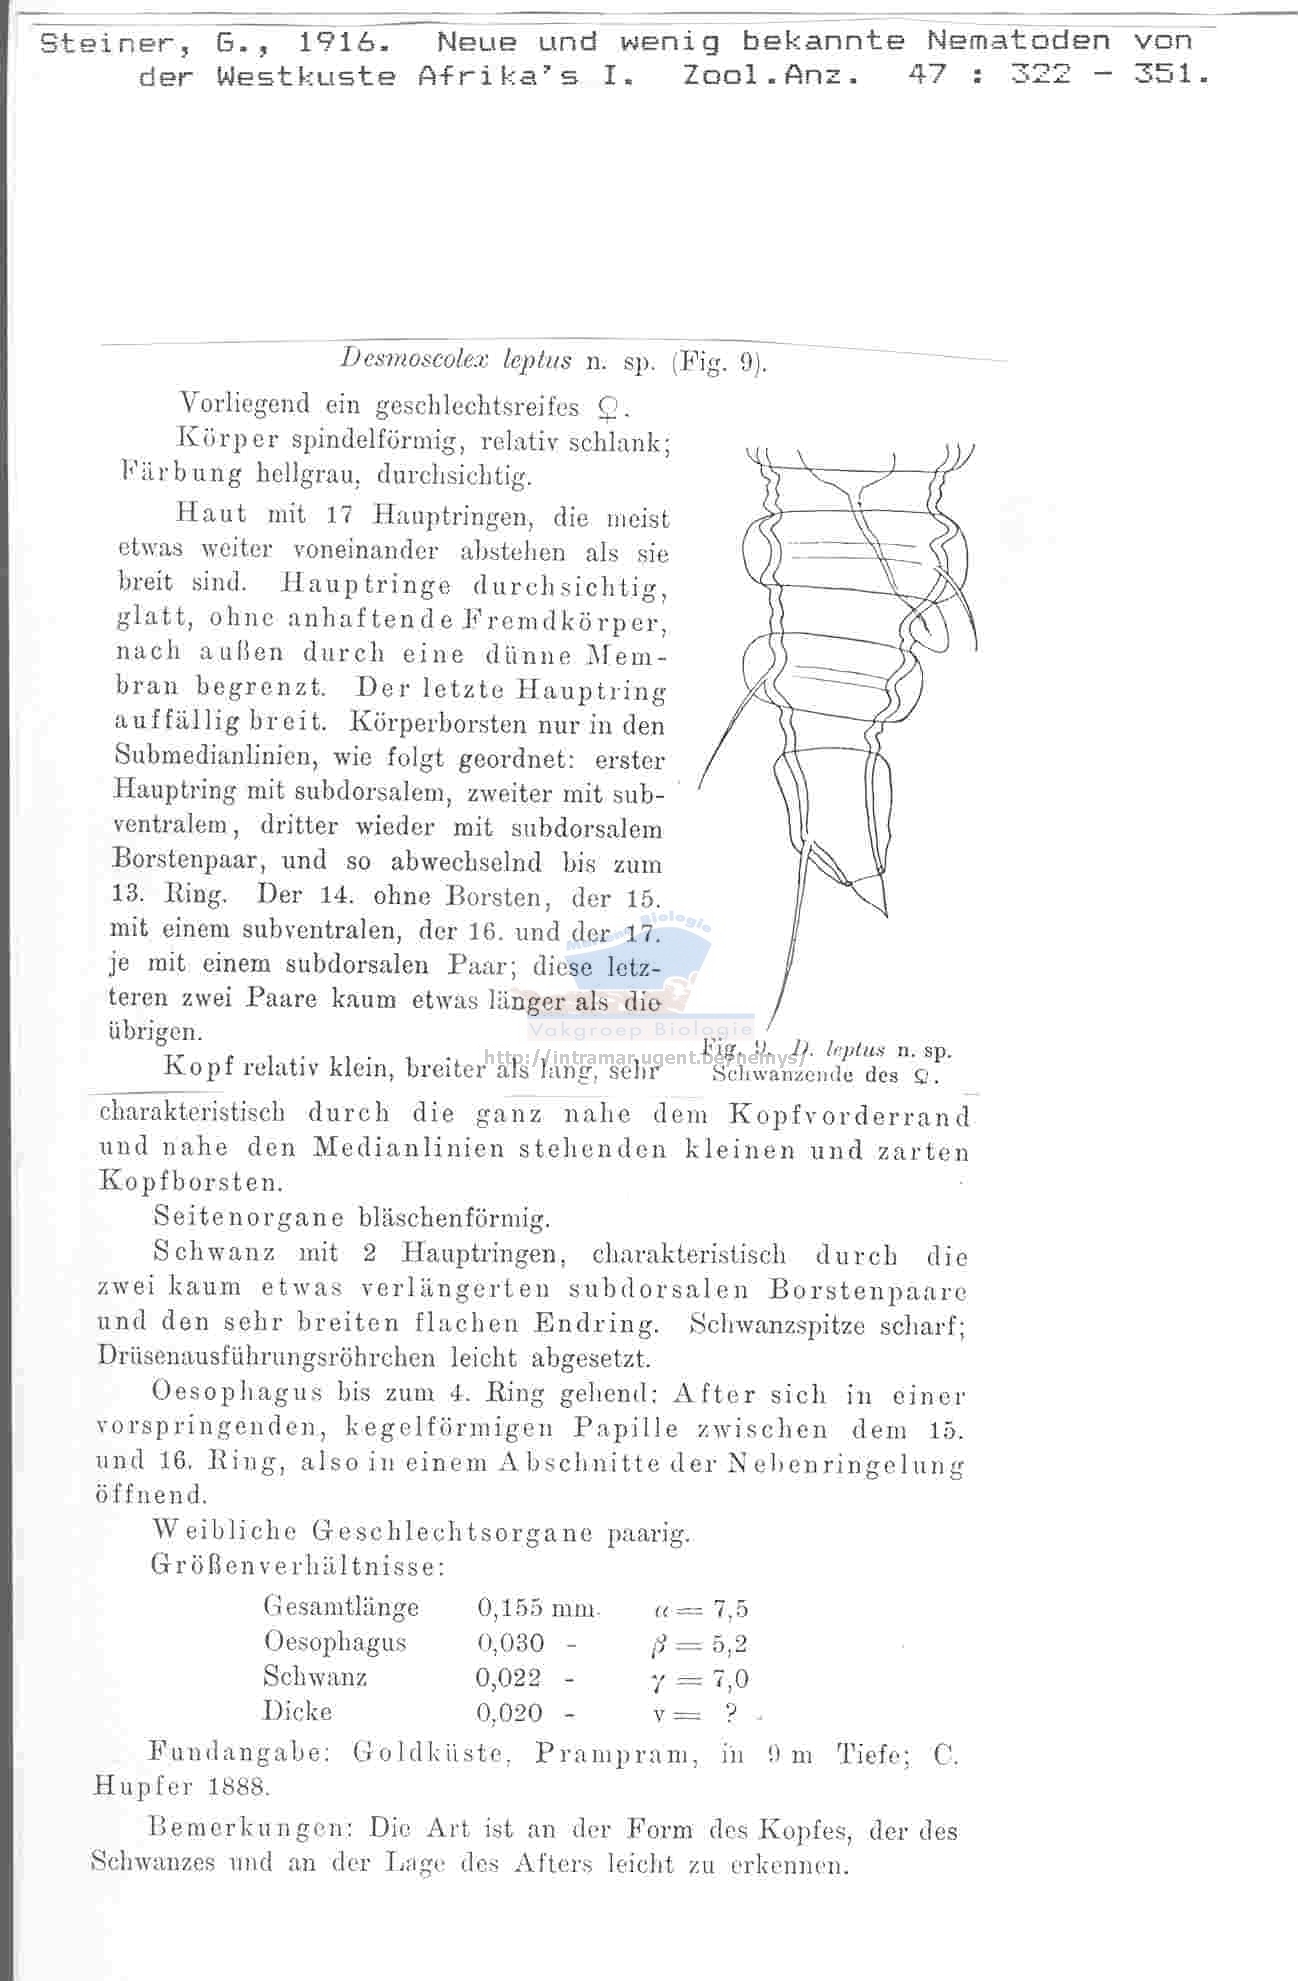 Steiner, G., 1916. Neue und wenig bekannte Nematoden von
der Westkuste Afrika's I. Zool.Anz. 47 : 322 - 351.
Desmoscolex leptus n. sp. (Fig. 9).
Vorliegend ein geschlechtsreifes ♀.
Körper spindelförmig, relativ schlank;
Färbung hellgrau, durchsichtig.
Haut mit 17 Hauptringen, die meist
etwas weiter voneinander abstehen als sie
breit sind. Hauptringe durchsichtig,
glatt, ohne anhaftende Fremdkörper,
nach außen durch eine dünne Mem-
bran begrenzt. Der letzte Hauptring
auffällig breit. Körperborsten nur in den
Submedianlinien, wie folgt geordnet: erster
Hauptring mit subdorsalem, zweiter mit sub-
ventralem, dritter wieder mit subdorsalem
Borstenpaar, und so abwechselnd bis zum
13. Ring. Der 14. ohne Borsten, der 15.
mit einem subventralen, der 16. und der 17.
je mit einem subdorsalen Paar; diese letz-
teren zwei Paare kaum etwas länger als die
übrigen.
Kopf relativ klein, breiter als lang, sehr
Fig. 9. D. leptus n. sp.
Schwanzende des ♀.
Marine Biologie
Vakgroep Biologie
http://intramar.ugent.be/nemys/
charakteristisch durch die ganz nahe dem Kopfvorderrand
und nahe den Medianlinien stehenden kleinen und zarten
Kopfborsten.
Seitenorgane bläschenförmig.
Schwanz mit 2 Hauptringen, charakteristisch durch die
zwei kaum etwas verlängerten subdorsalen Borstenpaare
und den sehr breiten flachen Endring. Schwanzspitze scharf;
Drüsenausführungsröhrchen leicht abgesetzt.
Oesophagus bis zum 4. Ring gehend; After sich in einer
vorspringenden, kegelförmigen Papille zwischen dem 15.
und 16. Ring, also in einem Abschnitte der Nebenringelung
öffnend.
Weibliche Geschlechtsorgane paarig.
Größenverhältnisse:
Gesamtlänge 0,155 mm. α = 7,5
Oesophagus 0,030 - β = 5,2
Schwanz 0,022 - γ = 7,0
Dicke 0,020 - v = ?
Fundangabe: Goldküste, Prampram, in 9 m Tiefe; C.
Hupfer 1888.
Bemerkungen: Die Art ist an der Form des Kopfes, der des
Schwanzes und an der Lage des Afters leicht zu erkennen.